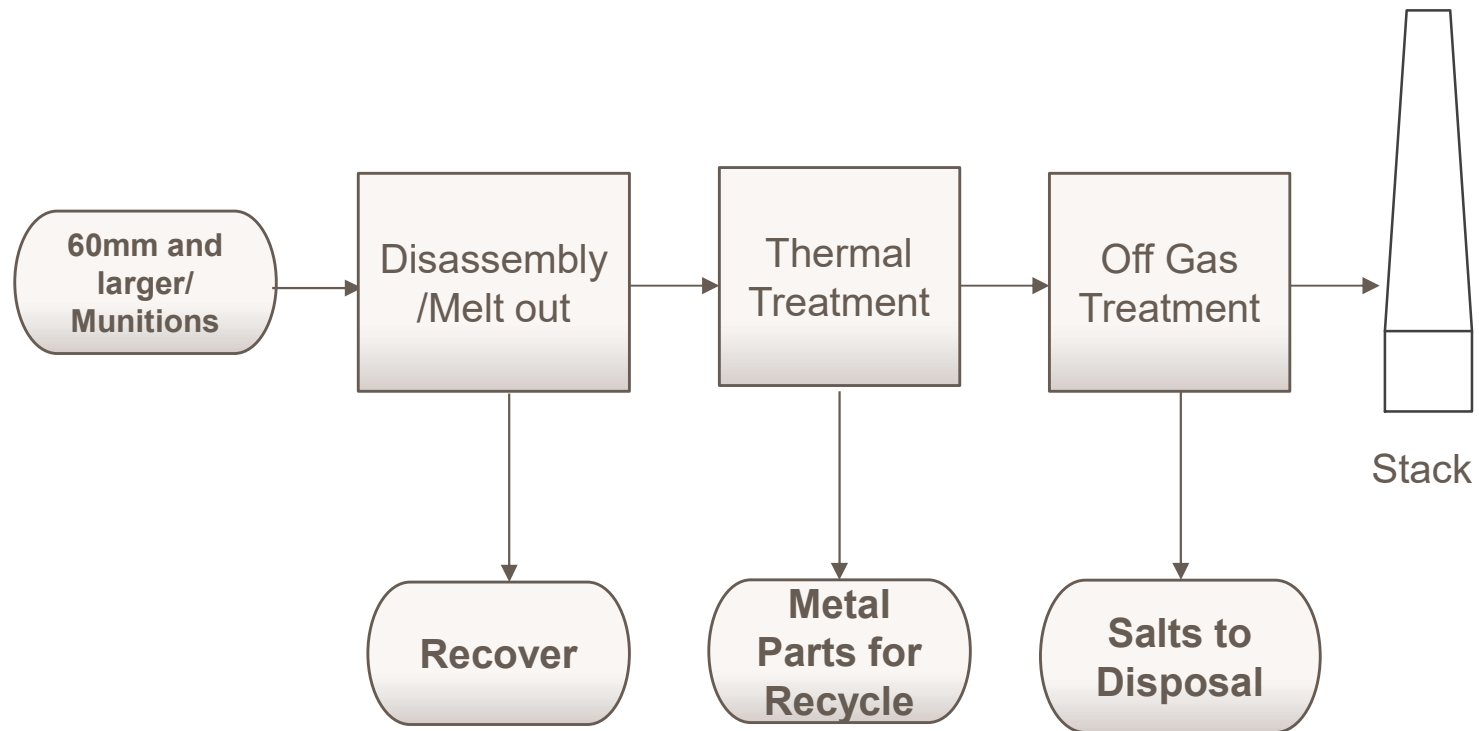 60mm and
larger/
Munitions
Disassembly
/Melt out
Thermal
Treatment
Off Gas
Treatment
Stack
Recover
Metal
Parts for
Recycle
Salts to
Disposal